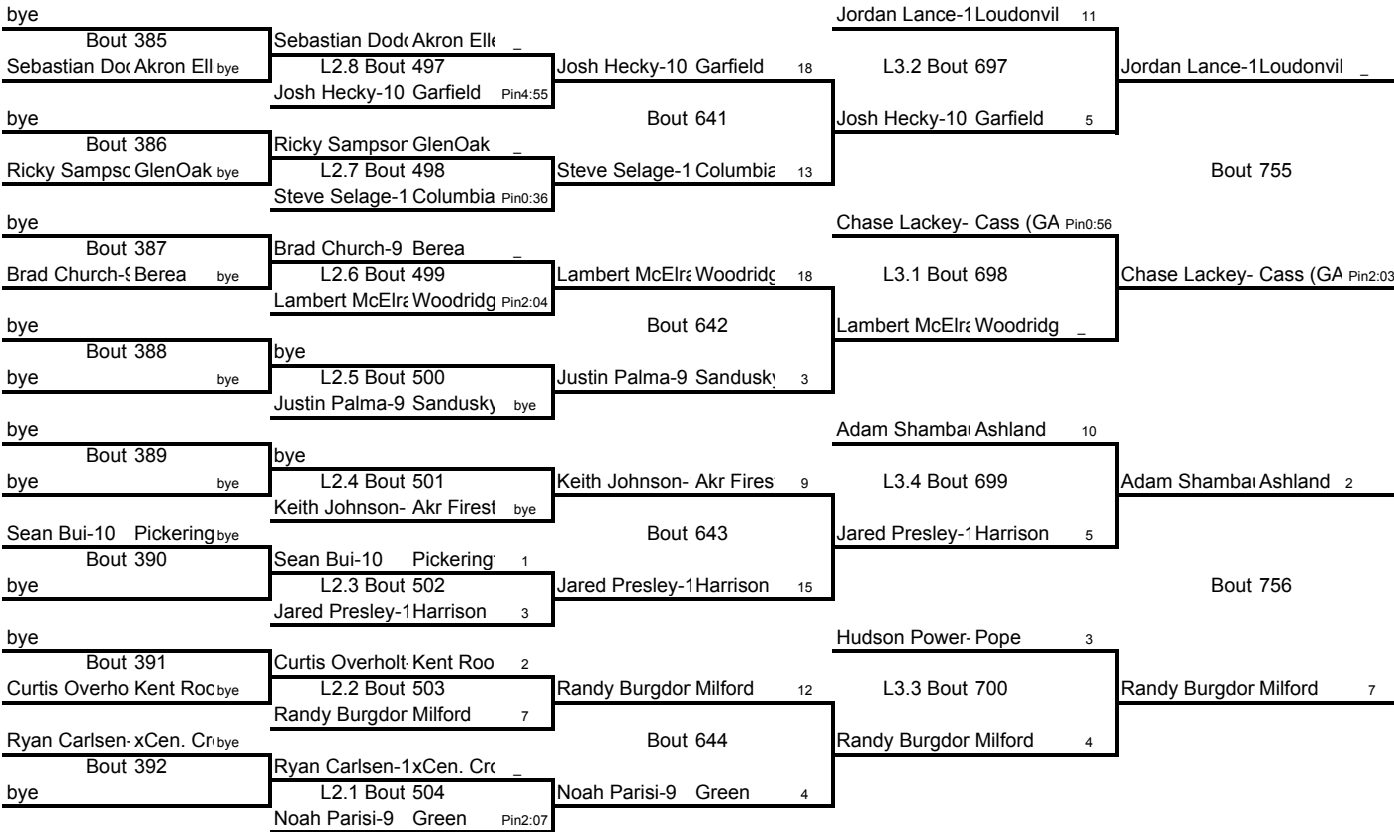 bye
Bout 385
Sebastian Doc Akron Ell bye
bye
Bout 386
Ricky Sampsc GlenOak bye
bye
Bout 387
Brad Church-9 Berea bye
bye
Bout 388
bye bye
bye
Bout 389
bye bye
Sean Bui-10 Pickering bye
Bout 390
bye
bye
Bout 391
Curtis Overho Kent Roc bye
Ryan Carlsen- xCen. Cr bye
Bout 392
bye
Sebastian Dodc Akron Elle _
L2.8 Bout 497
Josh Hecky-10 Garfield Pin4:55
Ricky Sampsor GlenOak _
L2.7 Bout 498
Steve Selage-1 Columbia Pin0:36
Brad Church-9 Berea _
L2.6 Bout 499
Lambert McElra Woodridg Pin2:04
bye
L2.5 Bout 500
Justin Palma-9 Sandusky bye
bye
L2.4 Bout 501
Keith Johnson- Akr Firest bye
Sean Bui-10 Pickering 1
L2.3 Bout 502
Jared Presley-1 Harrison 3
Curtis Overholt Kent Roo 2
L2.2 Bout 503
Randy Burgdor Milford 7
Ryan Carlsen-1 xCen. Cro _
L2.1 Bout 504
Noah Parisi-9 Green Pin2:07
Josh Hecky-10 Garfield 18
Bout 641
Steve Selage-1 Columbia 13
Lambert McElra Woodridg 18
Bout 642
Justin Palma-9 Sandusky 3
Keith Johnson- Akr Fires 9
Bout 643
Jared Presley-1 Harrison 15
Randy Burgdor Milford 12
Bout 644
Noah Parisi-9 Green 4
Jordan Lance-1 Loudonvil 11
L3.2 Bout 697
Josh Hecky-10 Garfield 5
Chase Lackey- Cass (GA Pin0:56
L3.1 Bout 698
Lambert McElra Woodridg _
Adam Shambau Ashland 10
L3.4 Bout 699
Jared Presley-1 Harrison 5
Hudson Power- Pope 3
L3.3 Bout 700
Randy Burgdor Milford 4
Jordan Lance-1 Loudonvil _
Bout 755
Chase Lackey- Cass (GA Pin2:03
Adam Shambau Ashland 2
Bout 756
Randy Burgdor Milford 7